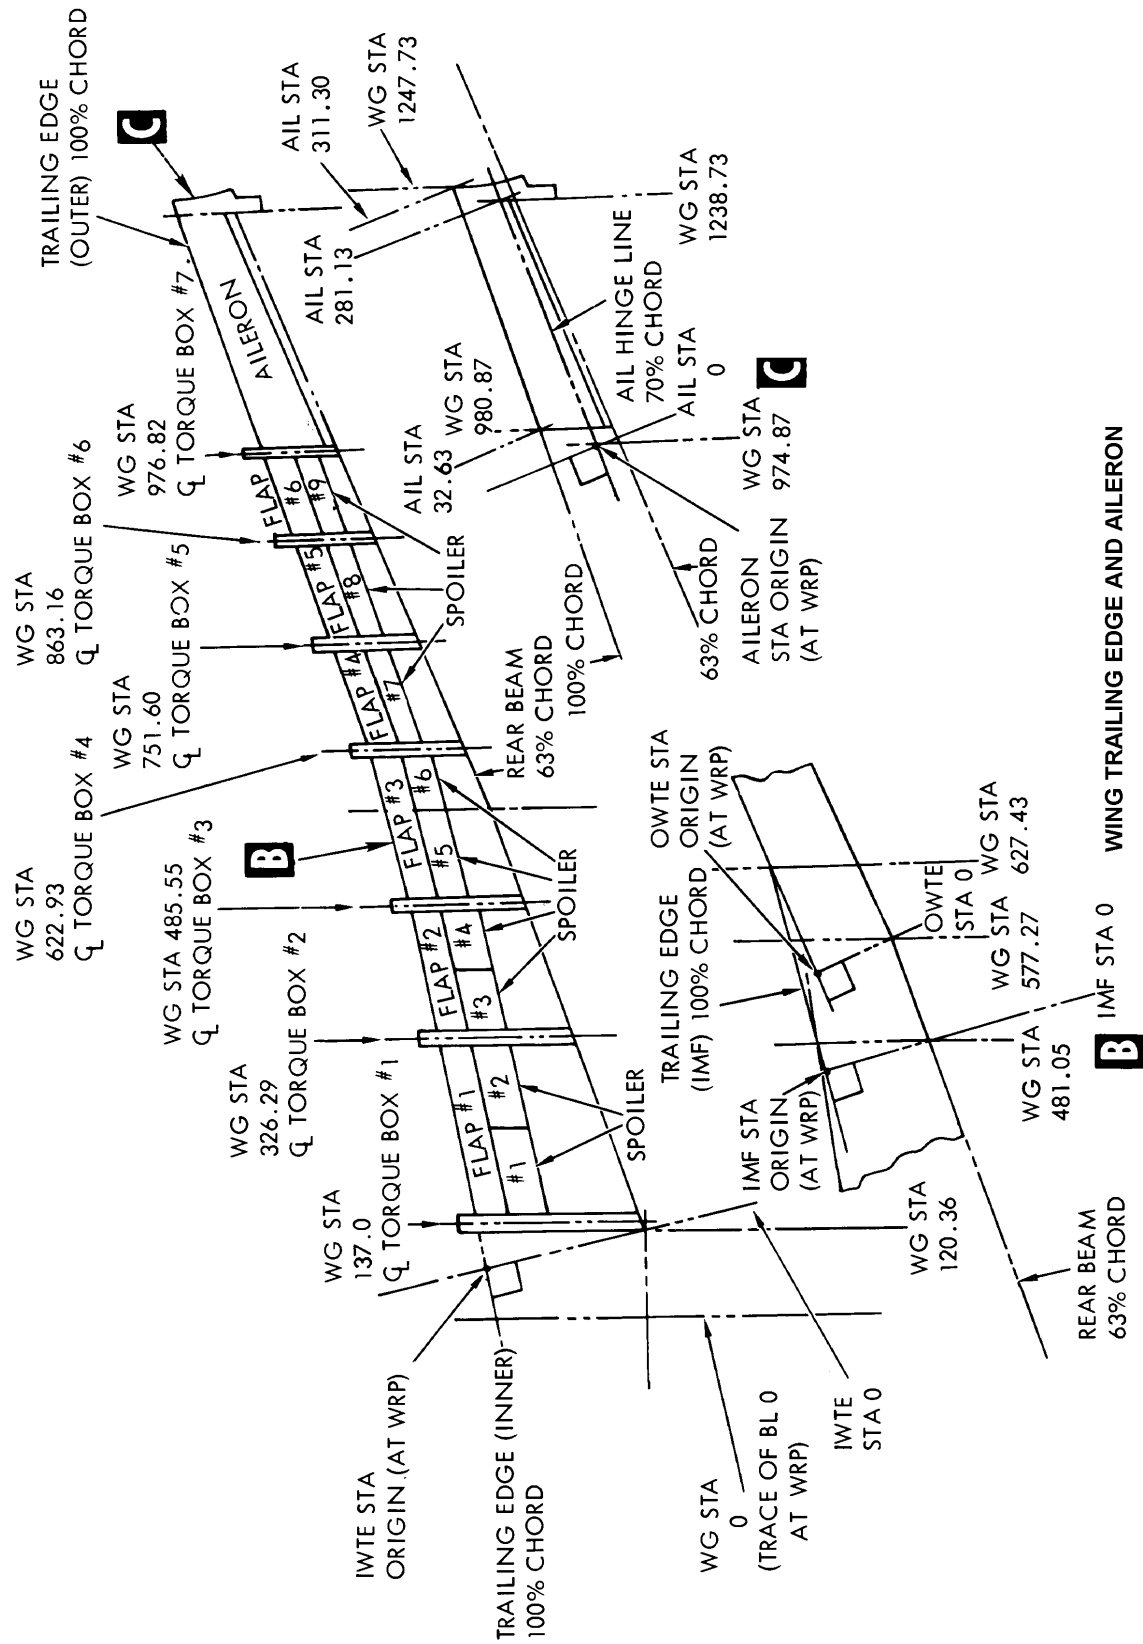 TRAILING EDGE
(OUTER) 100% CHORD
C
WG STA
863.16
℄ TORQUE BOX #6
WG STA
976.82
℄ TORQUE BOX #7
WG STA
622.93
℄ TORQUE BOX #4
WG STA
751.60
℄ TORQUE BOX #5
WG STA 485.55
℄ TORQUE BOX #3
WG STA
326.29
℄ TORQUE BOX #2
WG STA
137.0
℄ TORQUE BOX #1
IWTE STA
ORIGIN.(AT WRP)
TRAILING EDGE (INNER)
100% CHORD
B
FLAP #1
FLAP #2
FLAP #3
FLAP #4
FLAP #5
FLAP
#6
AILERON
#1
#2
#3
#4
#5
#6
#7
#8
#9
SPOILER
SPOILER
SPOILER
REAR BEAM
63% CHORD
WG STA
0
(TRACE OF BL 0
AT WRP)
IWTE
STA 0
WG STA
120.36
AIL STA
311.30
WG STA
1247.73
AIL STA
281.13
AIL STA
32.63
WG STA
980.87
WG STA
1238.73
AIL HINGE LINE
70% CHORD
AIL STA
0
100% CHORD
63% CHORD
AILERON
STA ORIGIN
(AT WRP)
WG STA
974.87
C
OWTE STA
ORIGIN
(AT WRP)
TRAILING EDGE
(IMF) 100% CHORD
IMF STA
ORIGIN
(AT WRP)
WG STA
627.43
OWTE
STA 0
WG STA
577.27
WG STA
481.05
IMF STA 0
B
REAR BEAM
63% CHORD
WING TRAILING EDGE AND AILERON